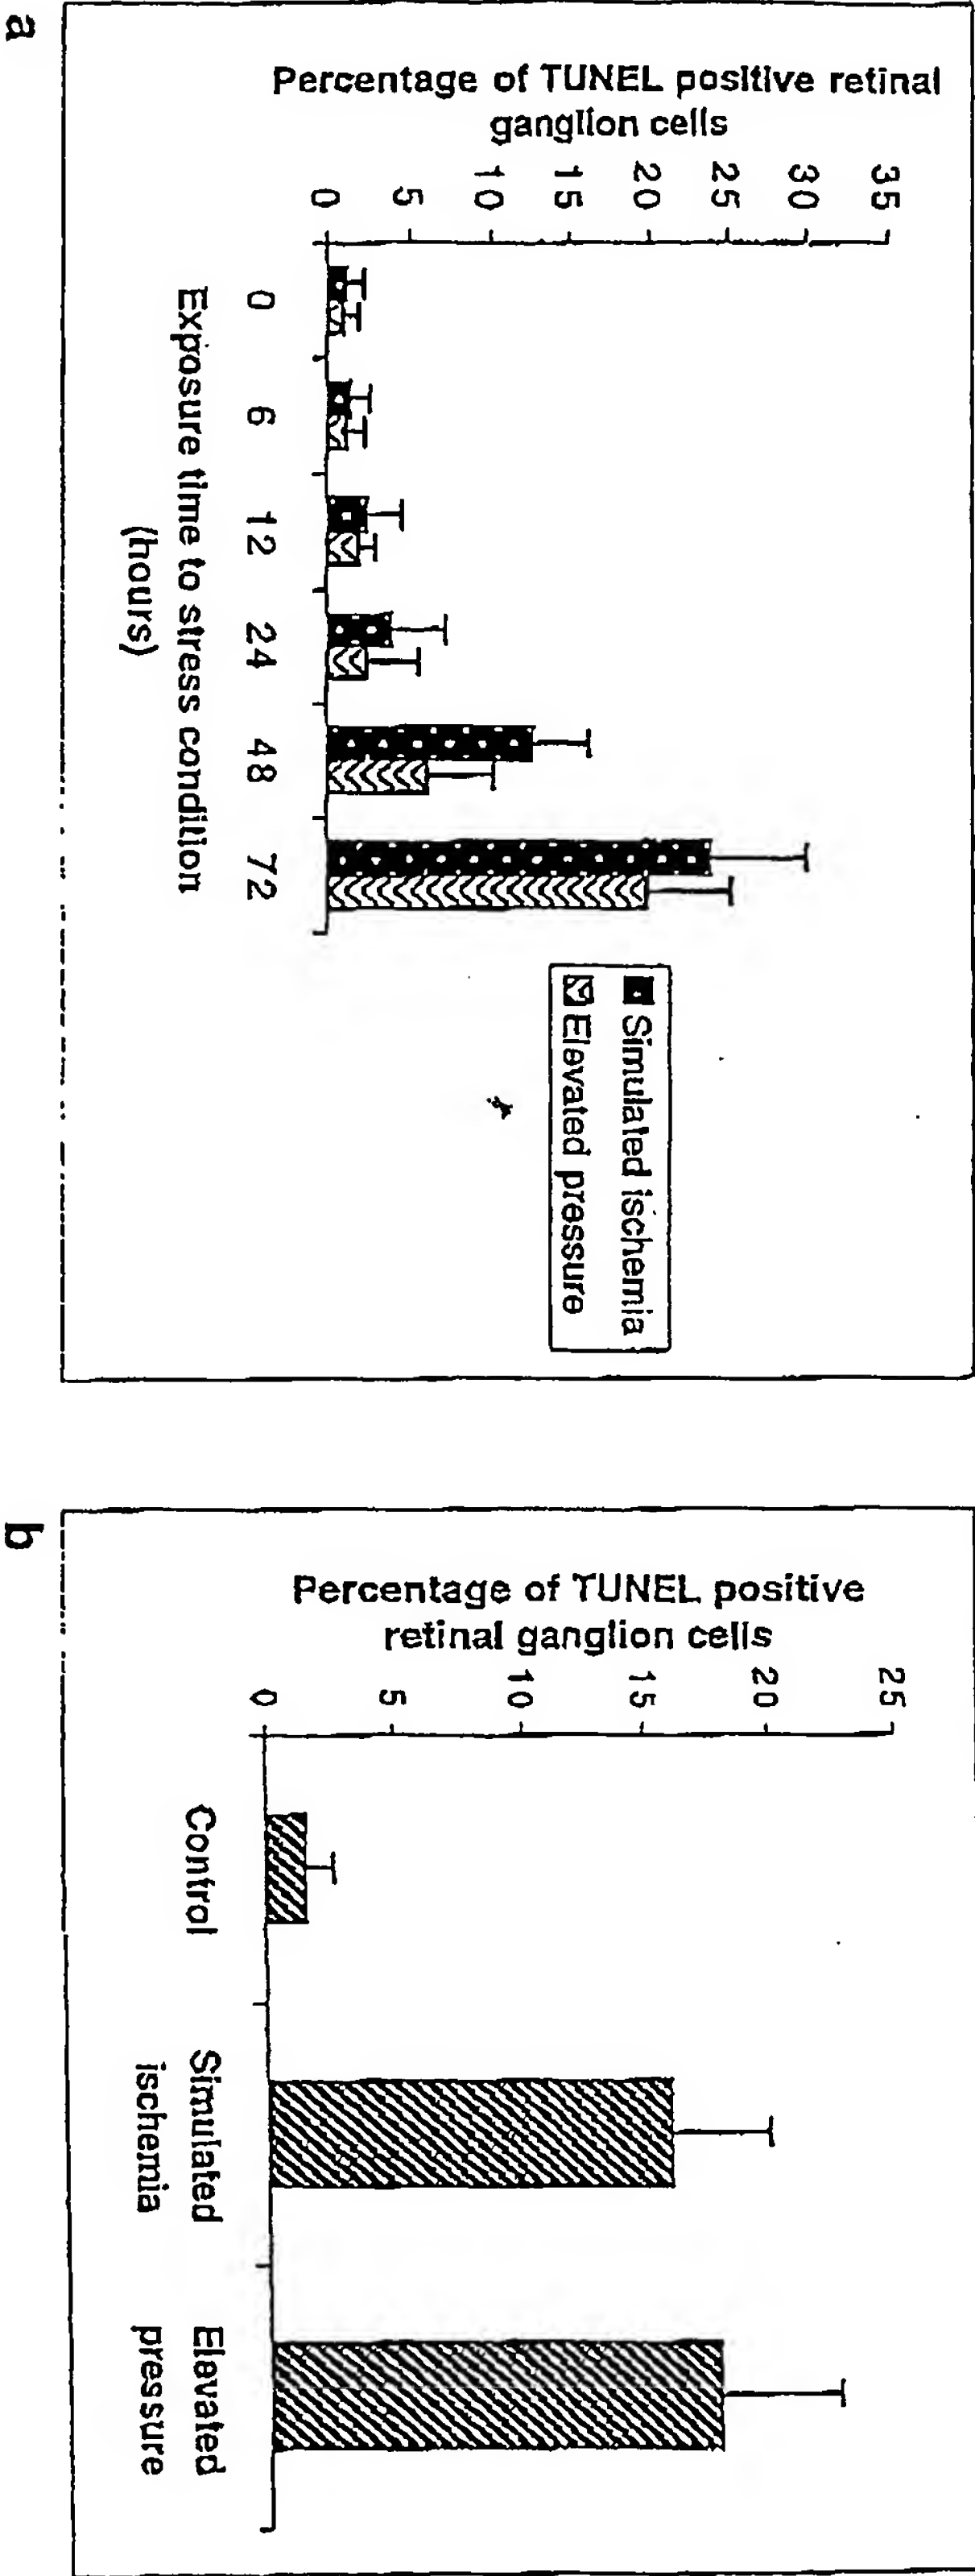 Percentage of TUNEL positive retinal
ganglion cells
35
30
25
20
15
10
5
0
0
6
12
24
48
72
Exposure time to stress condition
(hours)
Simulated ischemia
Elevated pressure
a
Percentage of TUNEL positive
retinal ganglion cells
25
20
15
10
5
0
Control
Simulated
ischemia
Elevated
pressure
b